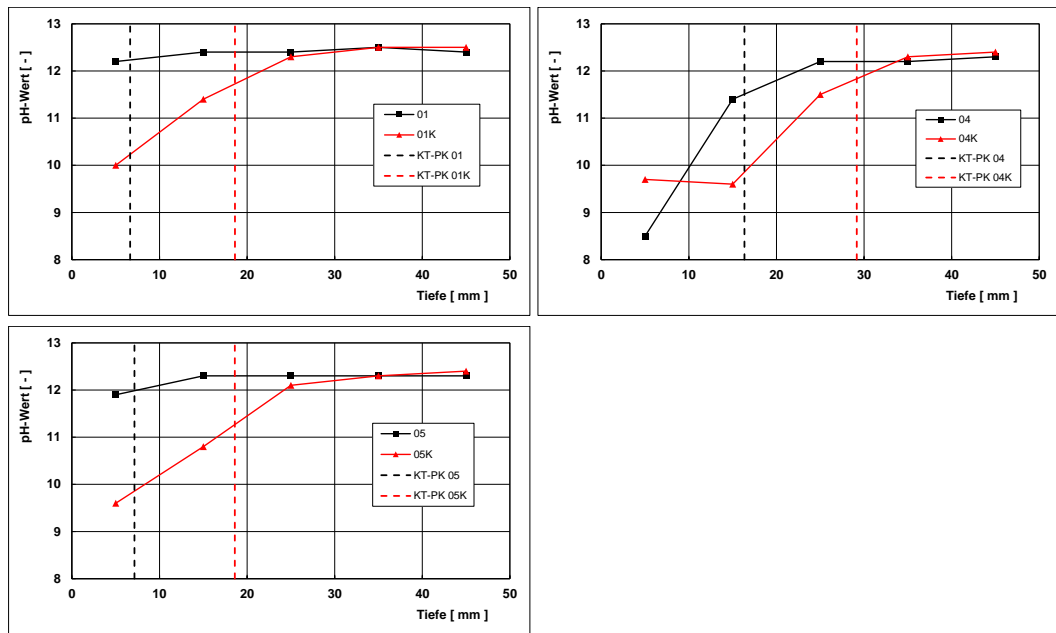 13
12
11
10
9
8
0 10 20 30 40 50
pH-Wert [ - ]
Tiefe [ mm ]
01
01K
KT-PK 01
KT-PK 01K
13
12
11
10
9
8
0 10 20 30 40 50
pH-Wert [ - ]
Tiefe [ mm ]
04
04K
KT-PK 04
KT-PK 04K
13
12
11
10
9
8
0 10 20 30 40 50
pH-Wert [ - ]
Tiefe [ mm ]
05
05K
KT-PK 05
KT-PK 05K